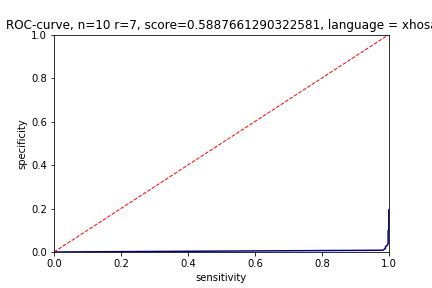 ROC-curve, n=10 r=7, score=0.5887661290322581, language = xhosa
1.0
0.8
0.6
0.4
0.2
0.0
specificity
0.0 0.2 0.4 0.6 0.8 1.0
sensitivity